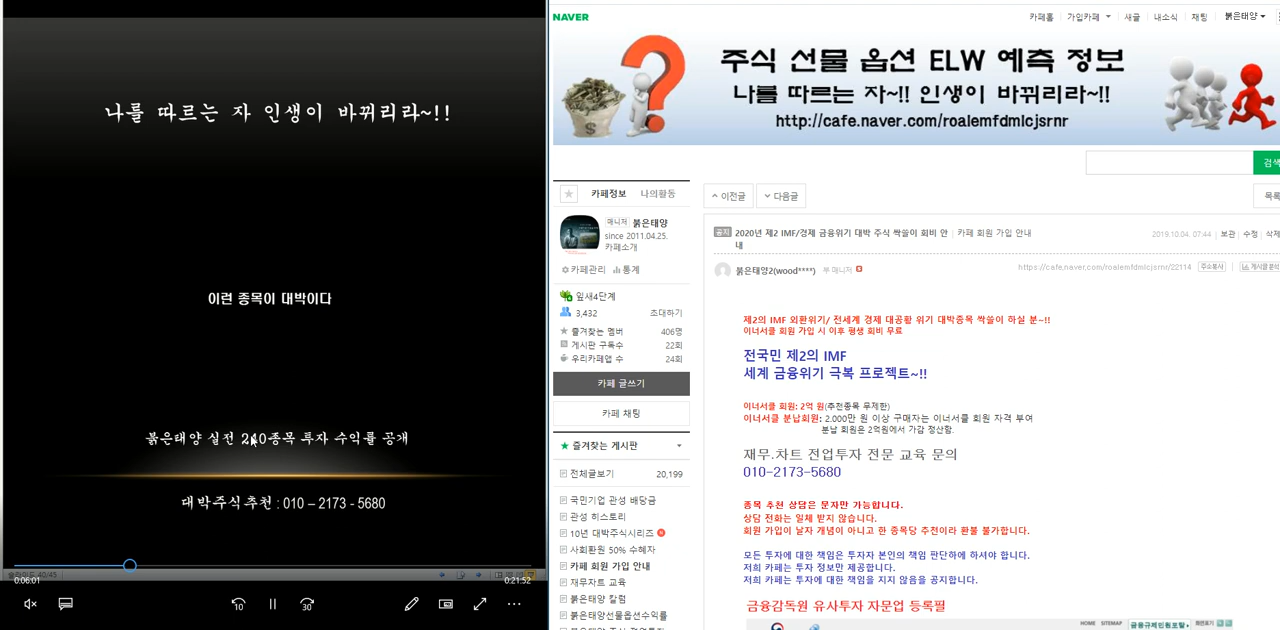 나를 따르는 자 인생이 바뀌리라~!!
이런 종목이 대박이다
붉은태양 실전 240종목 투자 수익률 공개
대박주식추천 : 010 – 2173 - 5680
0:06:01
0:21:52
10
30
NAVER
카페홈 가입카페 새글 내소식 채팅 붉은태양
주식 선물 옵션 ELW 예측 정보
나를 따르는 자~!! 인생이 바뀌리라~!!
http://cafe.naver.com/roalemfdmlcjsrnr
검색
카페정보 나의활동
매니저 붉은태양
since 2011.04.25.
카페소개
카페관리 통계
잎새4단계
3,432 초대하기
즐겨찾는 멤버 406명
게시판 구독수 22회
우리카페앱 수 24회
카페 글쓰기
카페 채팅
즐겨찾는 게시판
전체글보기 20,199
국민기업 관성 배당금
관성 히스토리
10년 대박주식시리즈
사회환원 50% 수혜자
카페 회원 가입 안내
재무차트 교육
붉은태양 칼럼
붉은태양선물옵션수익률
이전글 다음글
목록
공지 2020년 제2 IMF/경제 금융위기 대박 주식 싹쓸이 회비 안내 | 카페 회원 가입 안내
2019.10.04. 07:44 보관 수정 삭제
붉은태양2(wood****) 부매니저
https://cafe.naver.com/roalemfdmlcjsrnr/22114 주소복사 게시글분석
제2의 IMF 외환위기/ 전세계 경제 대공황 위기 대박종목 싹쓸이 하실 분~!!
이너서클 회원 가입 시 이후 평생 회비 무료
전국민 제2의 IMF
세계 금융위기 극복 프로젝트~!!
이너서클 회원: 2억 원(추천종목 무제한)
이너서클 분납회원: 2.000만 원 이상 구매자는 이너서클 회원 자격 부여
분납 회원은 2억원에서 가감 정산함.
재무.차트 전업투자 전문 교육 문의
010-2173-5680
종목 추천 상담은 문자만 가능합니다.
상담 전화는 일체 받지 않습니다.
회원 가입이 날자 개념이 아니고 한 종목당 추천이라 환불 불가합니다.
모든 투자에 대한 책임은 투자자 본인의 책임 판단하에 하셔야 합니다.
저희 카페는 투자 정보만 제공합니다.
저희 카페는 투자에 대한 책임을 지지 않음을 공지합니다.
금융감독원 유사투자 자문업 등록필
HOME SITEMAP 금융규제민원포탈 화면크기